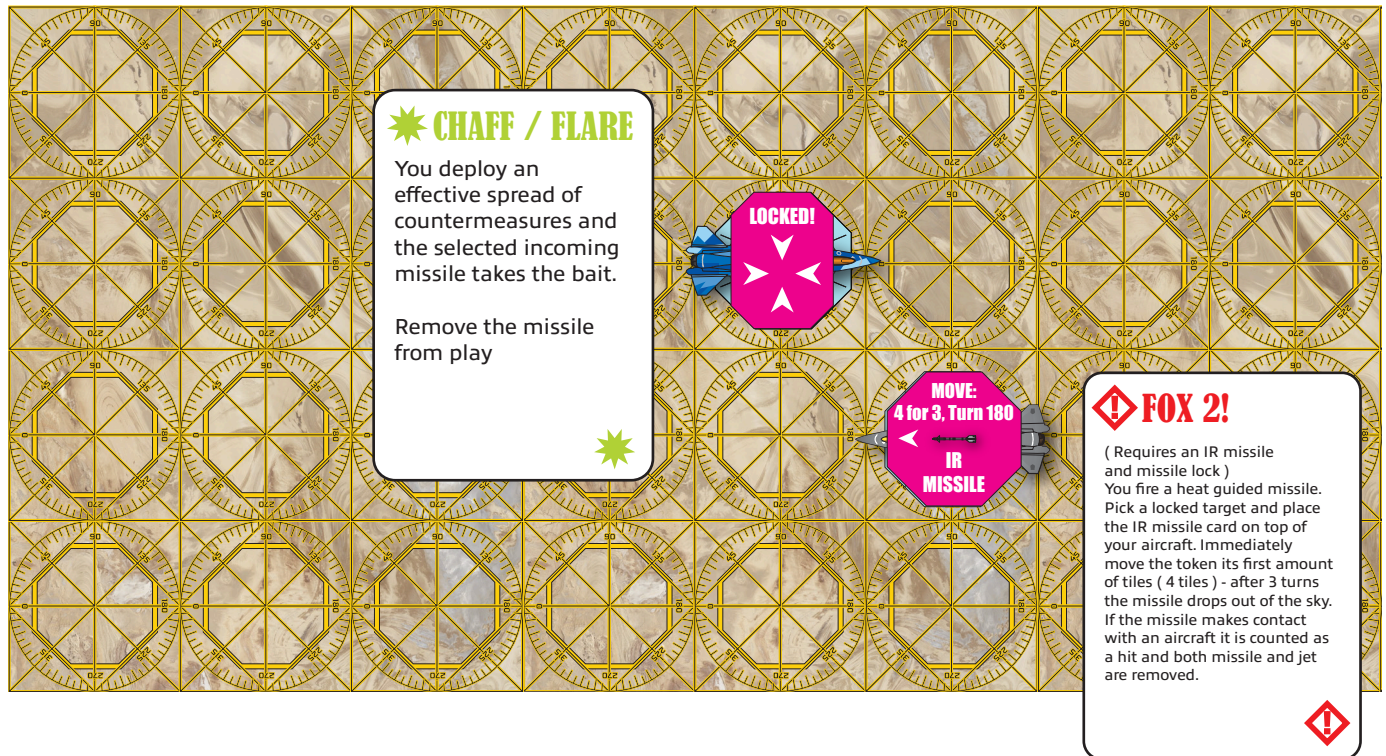 CHAFF / FLARE
You deploy an
effective spread of
countermeasures and
the selected incoming
missile takes the bait.
Remove the missile
from play
LOCKED!
MOVE:
4 for 3, Turn 180
IR
MISSILE
FOX 2!
( Requires an IR missile
and missile lock )
You fire a heat guided missile.
Pick a locked target and place
the IR missile card on top of
your aircraft. Immediately
move the token its first amount
of tiles ( 4 tiles ) - after 3 turns
the missile drops out of the sky.
If the missile makes contact
with an aircraft it is counted as
a hit and both missile and jet
are removed.